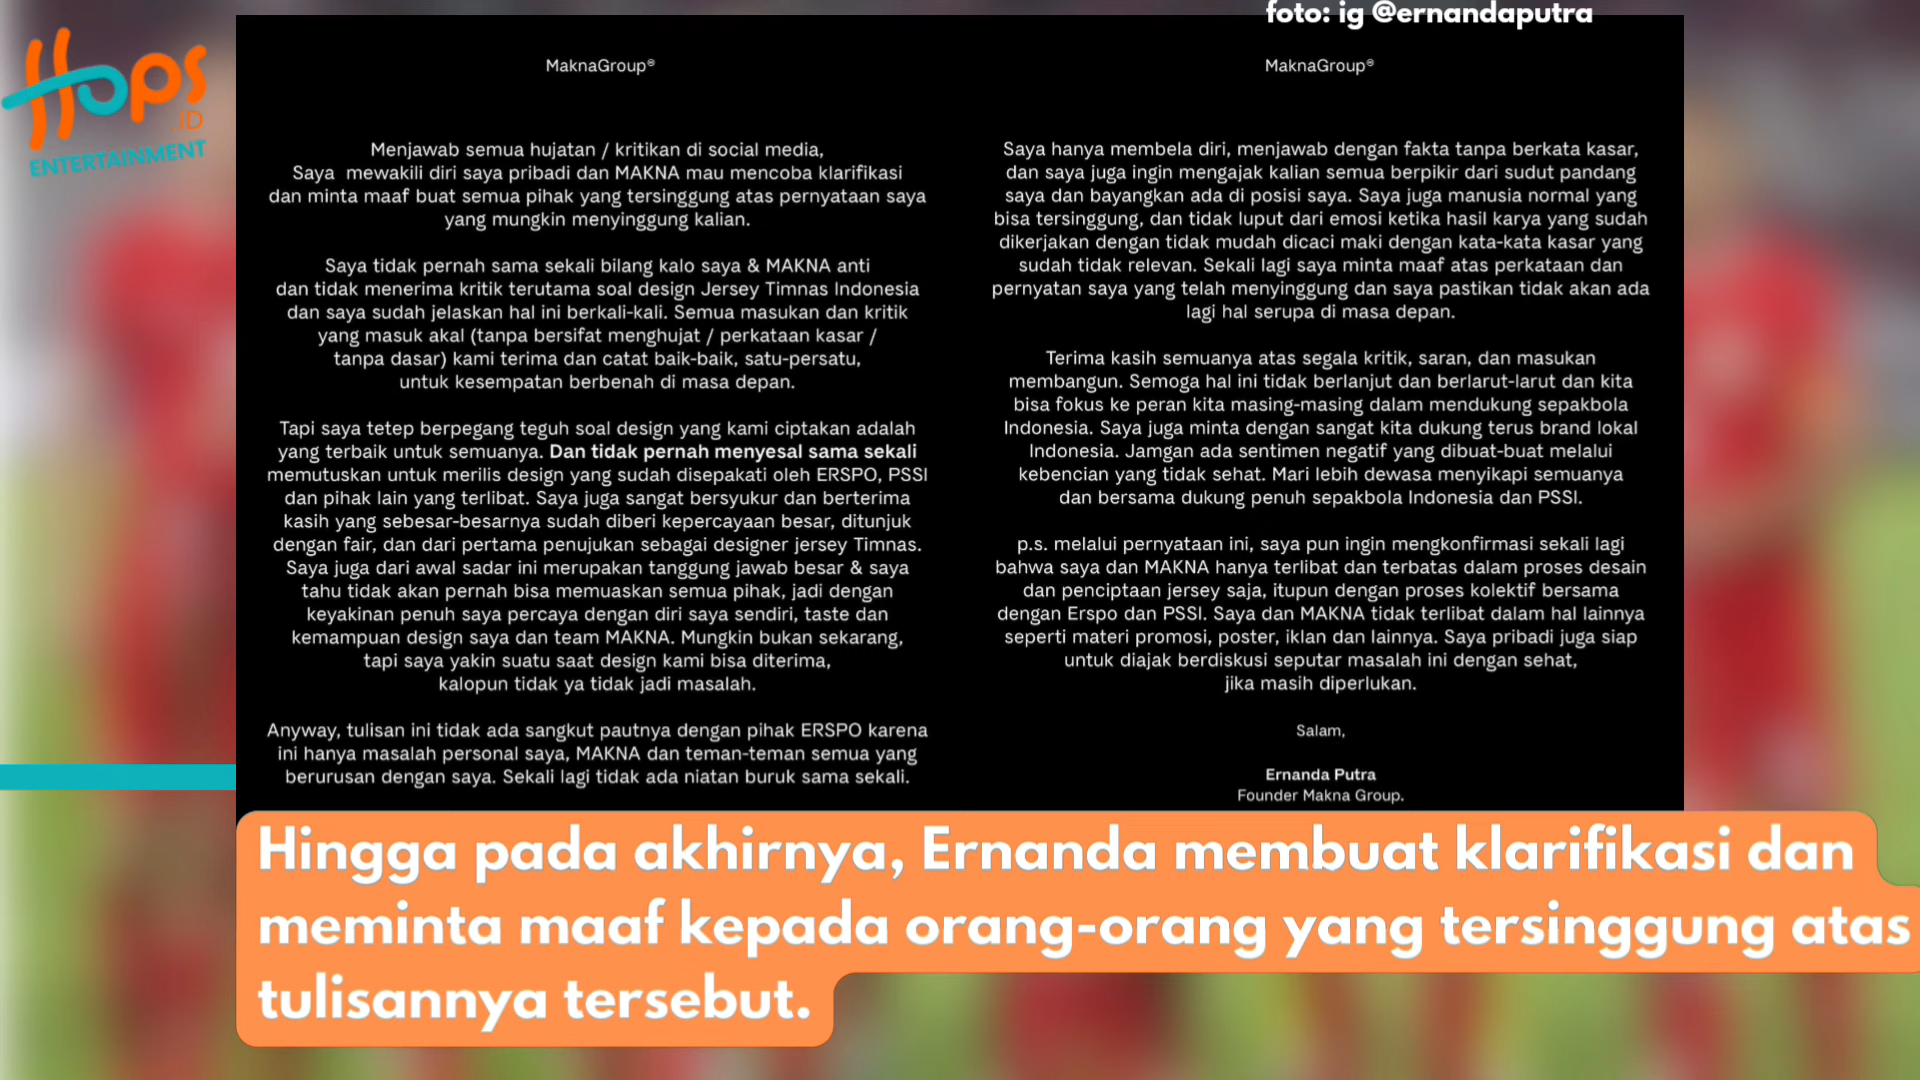 foto: ig @ernandaputra
Hops
.ID
ENTERTAINMENT
MaknaGroup®
Menjawab semua hujatan / kritikan di social media,
Saya mewakili diri saya pribadi dan MAKNA mau mencoba klarifikasi
dan minta maaf buat semua pihak yang tersinggung atas pernyataan saya
yang mungkin menyinggung kalian.
Saya tidak pernah sama sekali bilang kalo saya & MAKNA anti
dan tidak menerima kritik terutama soal design Jersey Timnas Indonesia
dan saya sudah jelaskan hal ini berkali-kali. Semua masukan dan kritik
yang masuk akal (tanpa bersifat menghujat / perkataan kasar /
tanpa dasar) kami terima dan catat baik-baik, satu-persatu,
untuk kesempatan berbenah di masa depan.
Tapi saya tetep berpegang teguh soal design yang kami ciptakan adalah
yang terbaik untuk semuanya. Dan tidak pernah menyesal sama sekali
memutuskan untuk merilis design yang sudah disepakati oleh ERSPO, PSSI
dan pihak lain yang terlibat. Saya juga sangat bersyukur dan berterima
kasih yang sebesar-besarnya sudah diberi kepercayaan besar, ditunjuk
dengan fair, dan dari pertama penujukan sebagai designer jersey Timnas.
Saya juga dari awal sadar ini merupakan tanggung jawab besar & saya
tahu tidak akan pernah bisa memuaskan semua pihak, jadi dengan
keyakinan penuh saya percaya dengan diri saya sendiri, taste dan
kemampuan design saya dan team MAKNA. Mungkin bukan sekarang,
tapi saya yakin suatu saat design kami bisa diterima,
kalopun tidak ya tidak jadi masalah.
Anyway, tulisan ini tidak ada sangkut pautnya dengan pihak ERSPO karena
ini hanya masalah personal saya, MAKNA dan teman-teman semua yang
berurusan dengan saya. Sekali lagi tidak ada niatan buruk sama sekali.
MaknaGroup®
Saya hanya membela diri, menjawab dengan fakta tanpa berkata kasar,
dan saya juga ingin mengajak kalian semua berpikir dari sudut pandang
saya dan bayangkan ada di posisi saya. Saya juga manusia normal yang
bisa tersinggung, dan tidak luput dari emosi ketika hasil karya yang sudah
dikerjakan dengan tidak mudah dicaci maki dengan kata-kata kasar yang
sudah tidak relevan. Sekali lagi saya minta maaf atas perkataan dan
pernyatan saya yang telah menyinggung dan saya pastikan tidak akan ada
lagi hal serupa di masa depan.
Terima kasih semuanya atas segala kritik, saran, dan masukan
membangun. Semoga hal ini tidak berlanjut dan berlarut-larut dan kita
bisa fokus ke peran kita masing-masing dalam mendukung sepakbola
Indonesia. Saya juga minta dengan sangat kita dukung terus brand lokal
Indonesia. Jamgan ada sentimen negatif yang dibuat-buat melalui
kebencian yang tidak sehat. Mari lebih dewasa menyikapi semuanya
dan bersama dukung penuh sepakbola Indonesia dan PSSI.
p.s. melalui pernyataan ini, saya pun ingin mengkonfirmasi sekali lagi
bahwa saya dan MAKNA hanya terlibat dan terbatas dalam proses desain
dan penciptaan jersey saja, itupun dengan proses kolektif bersama
dengan Erspo dan PSSI. Saya dan MAKNA tidak terlibat dalam hal lainnya
seperti materi promosi, poster, iklan dan lainnya. Saya pribadi juga siap
untuk diajak berdiskusi seputar masalah ini dengan sehat,
jika masih diperlukan.
Salam,
Ernanda Putra
Founder Makna Group.
Hingga pada akhirnya, Ernanda membuat klarifikasi dan
meminta maaf kepada orang-orang yang tersinggung atas
tulisannya tersebut.